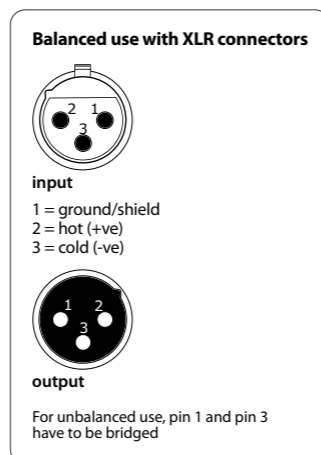 Balanced use with XLR connectors
2 1
3
input
1 = ground/shield
2 = hot (+ve)
3 = cold (-ve)
1 2
3
output
For unbalanced use, pin 1 and pin 3
have to be bridged